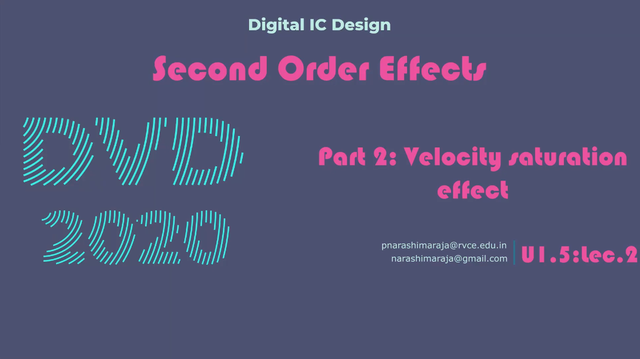 Digital IC Design
Second Order Effects
DVD
2020
Part 2: Velocity saturation
effect
pnarashimaraja@rvce.edu.in
narashimaraja@gmail.com
U1.5:Lec.2